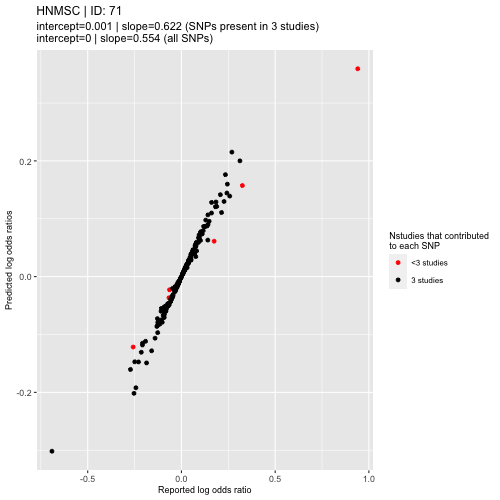 HNMSC | ID: 71
intercept=0.001 | slope=0.622 (SNPs present in 3 studies)
intercept=0 | slope=0.554 (all SNPs)
0.2
0.0
-0.2
Predicted log odds ratios
-0.5
0.0
0.5
1.0
Reported log odds ratio
Nstudies that contributed
to each SNP
<3 studies
3 studies